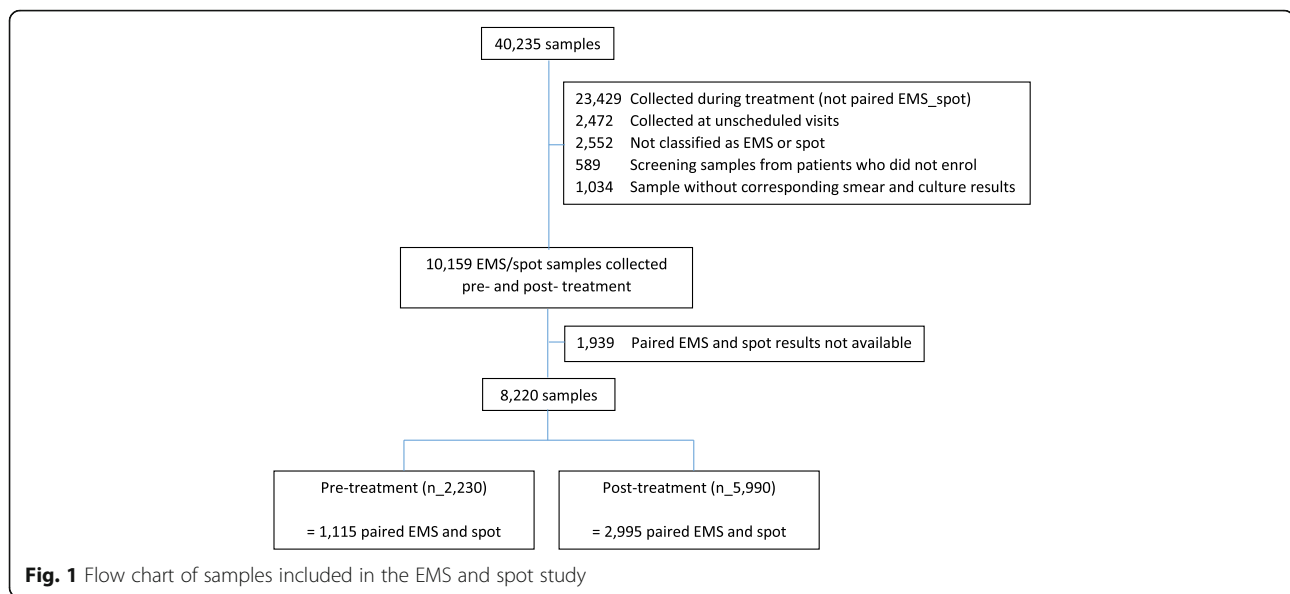 40,235 samples
23,429 Collected during treatment (not paired EMS_spot)
2,472 Collected at unscheduled visits
2,552 Not classified as EMS or spot
589 Screening samples from patients who did not enrol
1,034 Sample without corresponding smear and culture results
10,159 EMS/spot samples collected
pre- and post- treatment
1,939 Paired EMS and spot results not available
8,220 samples
Pre-treatment (n_2,230)
= 1,115 paired EMS and spot
Post-treatment (n_5,990)
= 2,995 paired EMS and spot
Fig. 1 Flow chart of samples included in the EMS and spot study